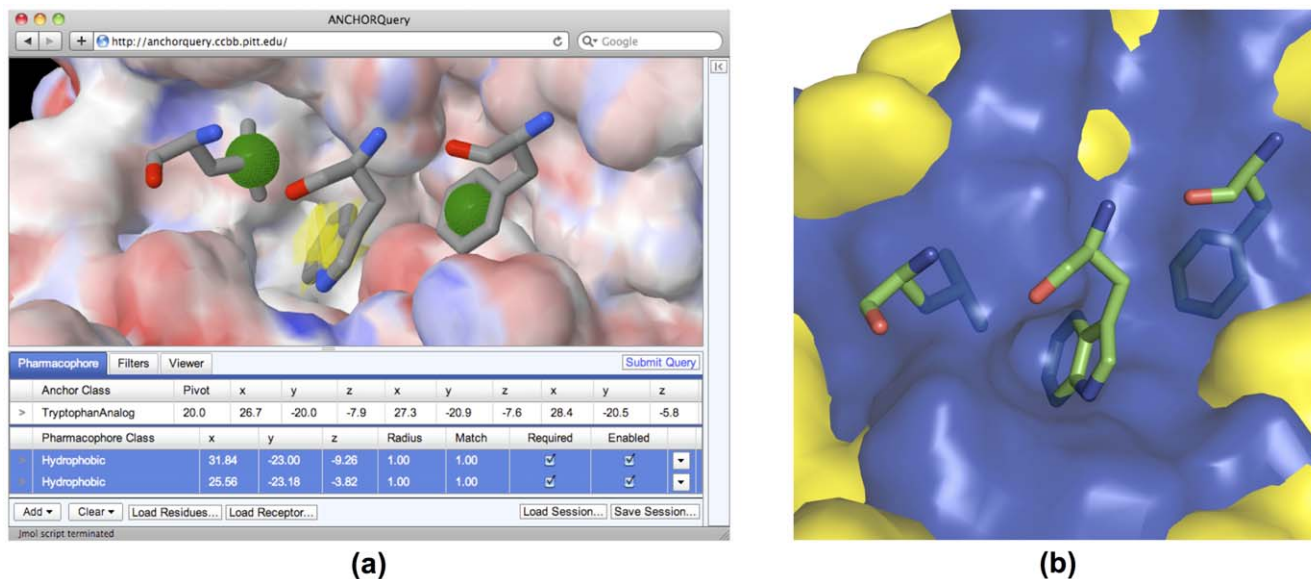 ANCHORQuery
http://anchorquery.ccbb.pitt.edu/
Google
Pharmacophore Filters Viewer Submit Query
Anchor Class Pivot x y z x y z x y z
> TryptophanAnalog 20.0 26.7 -20.0 -7.9 27.3 -20.9 -7.6 28.4 -20.5 -5.8
Pharmacophore Class x y z Radius Match Required Enabled
> Hydrophobic 31.84 -23.00 -9.26 1.00 1.00
> Hydrophobic 25.56 -23.18 -3.82 1.00 1.00
Add Clear Load Residues... Load Receptor... Load Session... Save Session...
Jmol script terminated
(a) (b)